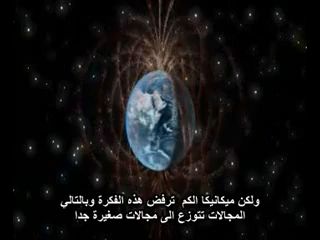 ولكن ميكانيكا الكم  ترفض هذه الفكرة وبالتالي
المجالات تتوزع الى مجالات صغيرة جدا